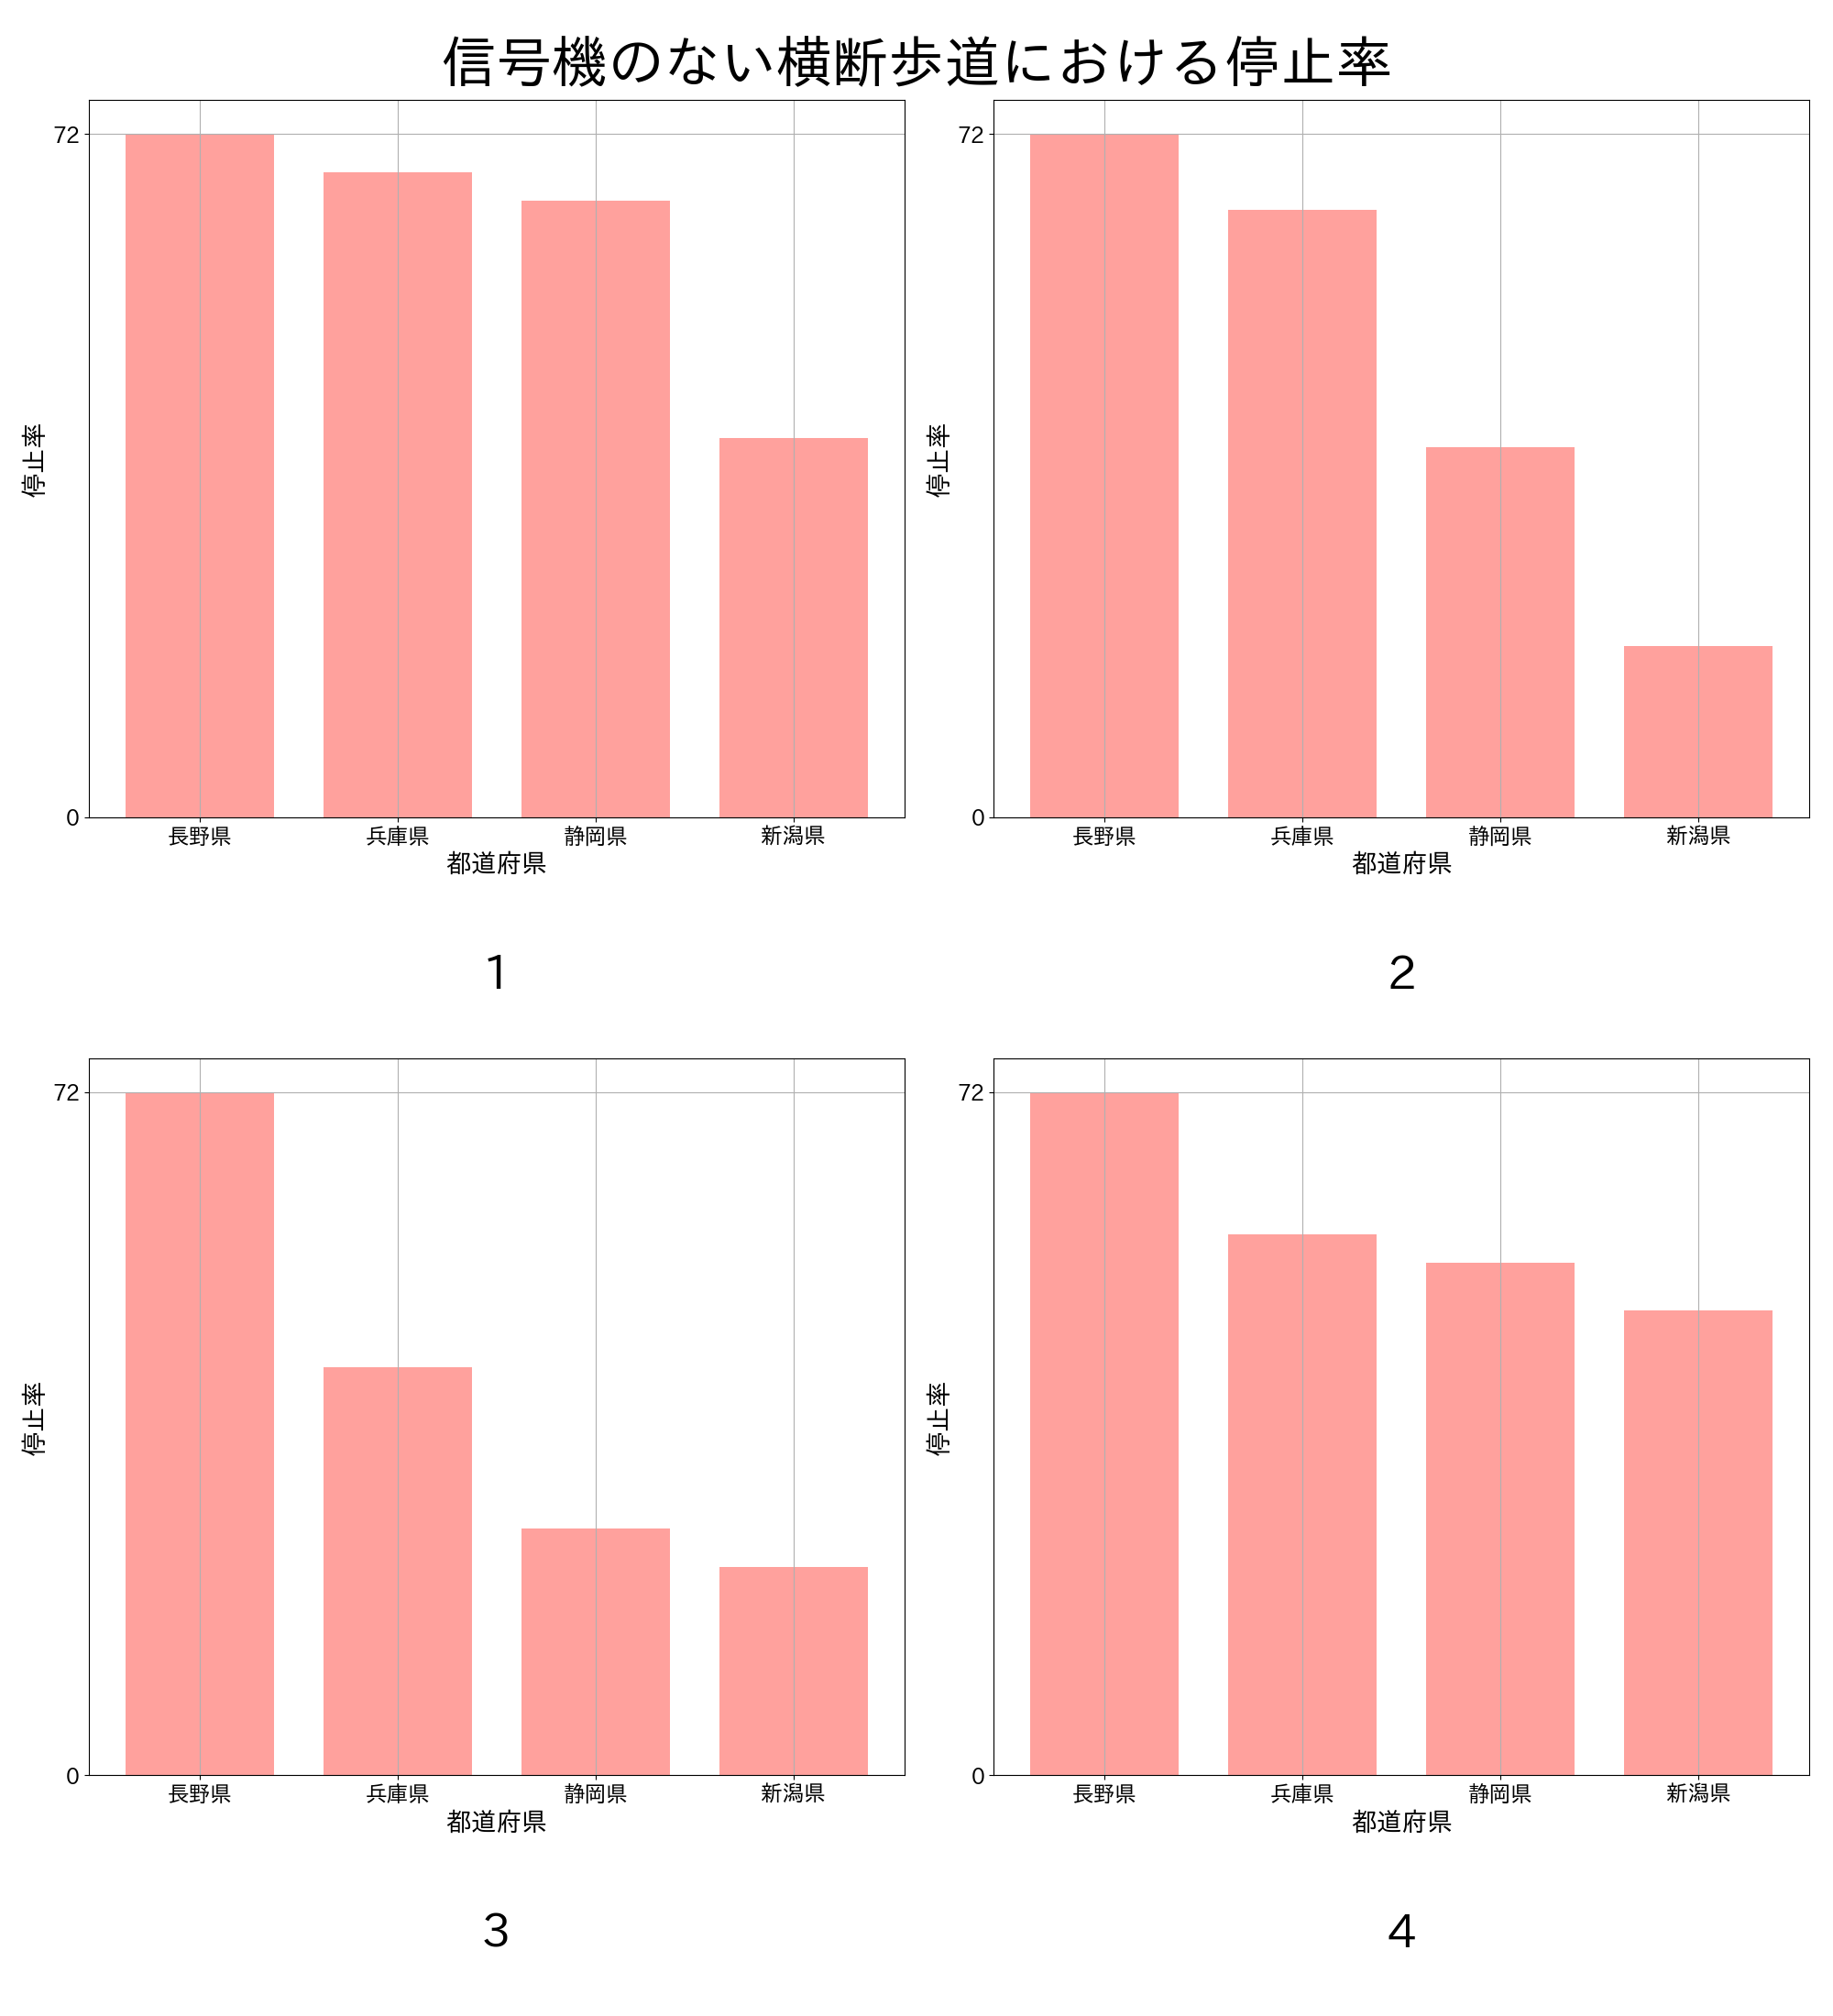 信号機のない横断歩道における停止率
72
0
停止率
長野県 兵庫県 静岡県 新潟県
都道府県
1
72
0
停止率
長野県 兵庫県 静岡県 新潟県
都道府県
2
72
0
停止率
長野県 兵庫県 静岡県 新潟県
都道府県
3
72
0
停止率
長野県 兵庫県 静岡県 新潟県
都道府県
4